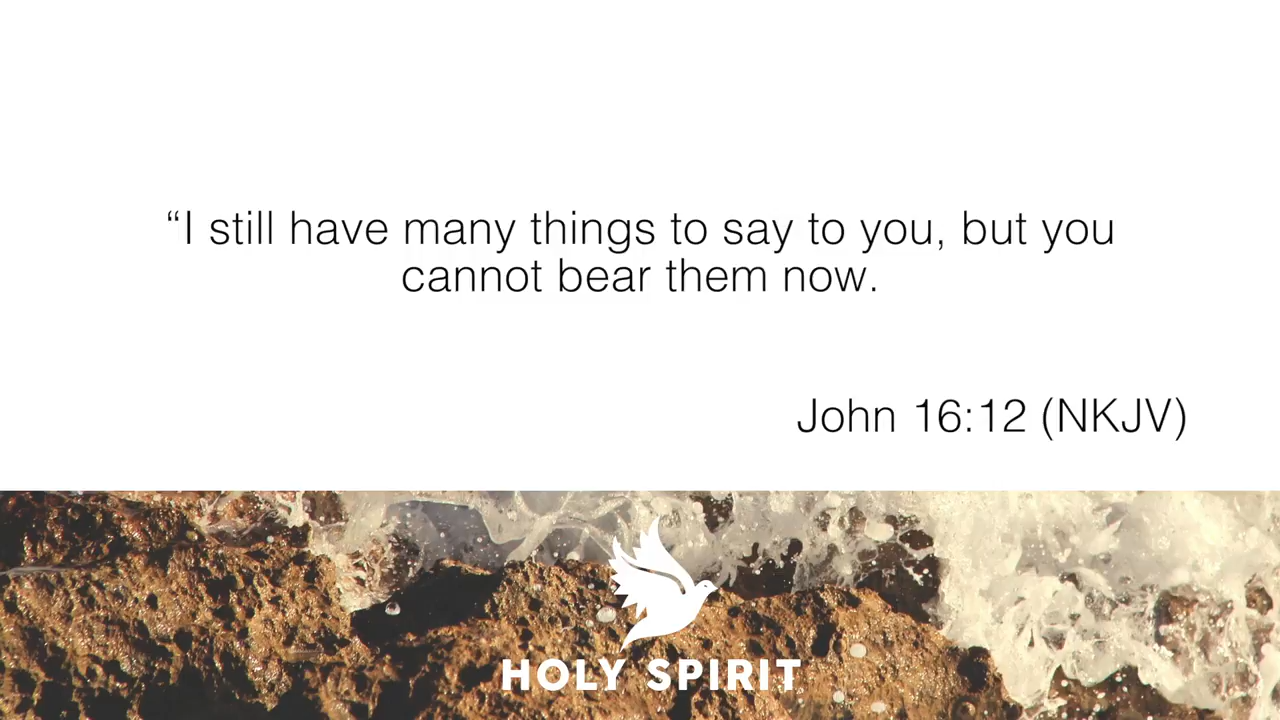 “I still have many things to say to you, but you
cannot bear them now.
John 16:12 (NKJV)
HOLY SPIRIT